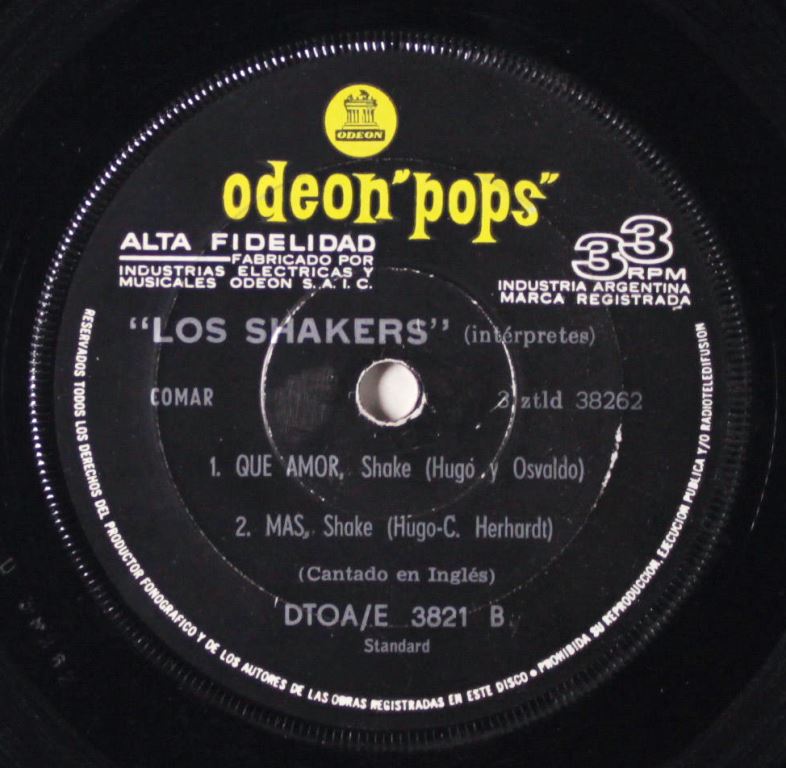 ODEON
odeon "pops"
ALTA FIDELIDAD
FABRICADO POR
INDUSTRIAS ELECTRICAS Y
MUSICALES ODEON S.A.I.C.
33 RPM
INDUSTRIA ARGENTINA
MARCA REGISTRADA
"LOS SHAKERS" (intérpretes)
COMAR
ztld 38262
1. QUE AMOR, Shake (Hugo y Osvaldo)
2. MAS, Shake (Hugo-C. Herhardt)
(Cantado en Inglés)
DTOA/E 3821 B
Standard
RESERVADOS TODOS LOS DERECHOS DEL PRODUCTOR FONOGRAFICO Y DE LOS AUTORES DE LAS OBRAS REGISTRADAS EN ESTE DISCO • PROHIBIDA SU REPRODUCCION, EJECUCION PUBLICA Y/O RADIOTELEDIFUSION